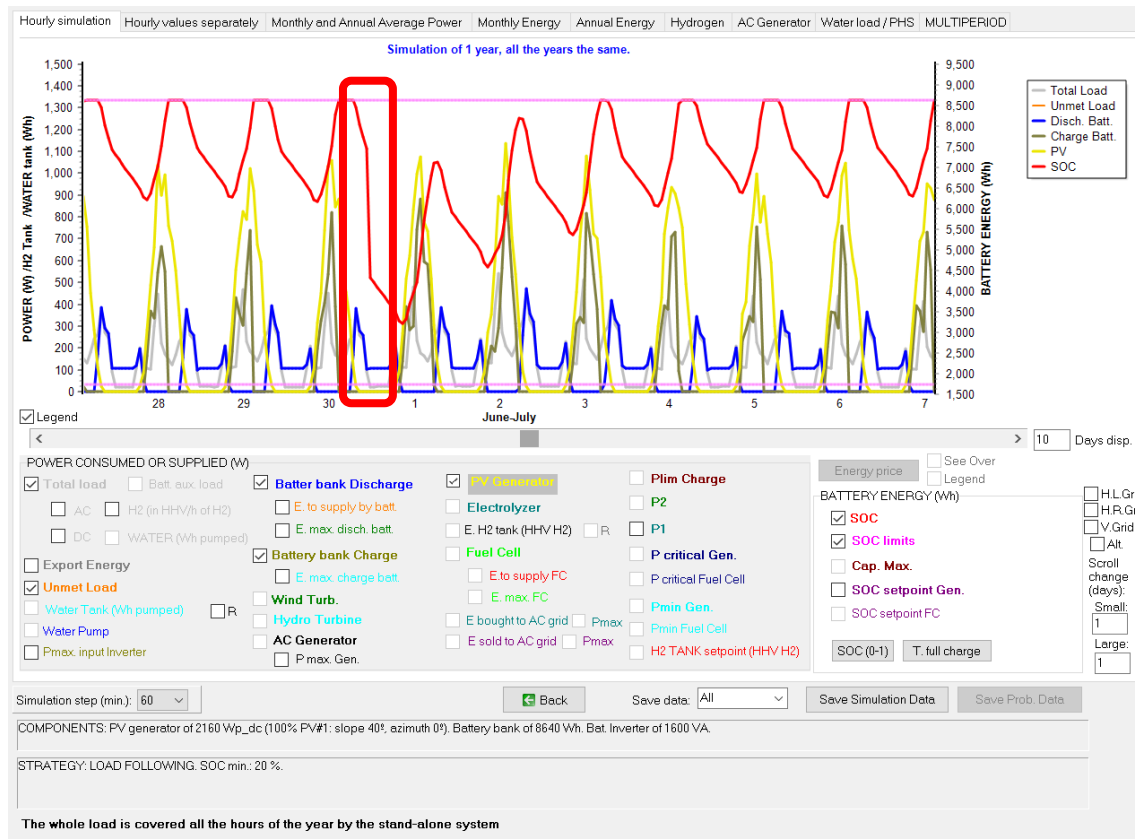 Hourly simulation Hourly values separately Monthly and Annual Average Power Monthly Energy Annual Energy Hydrogen AC Generator Water load / PHS MULTIPERIOD
Simulation of 1 year, all the years the same.
POWER (W) /H2 Tank /WATER tank (Wh)
1,500
1,400
1,300
1,200
1,100
1,000
900
800
700
600
500
400
300
200
100
0
28 29 30 1 2 3 4 5 6 7
June-July
9,500
9,000
8,500
8,000
7,500
7,000
6,500
6,000
5,500
5,000
4,500
4,000
3,500
3,000
2,500
2,000
1,500
BATTERY ENERGY (Wh)
Total Load
Unmet Load
Disch. Batt.
Charge Batt.
PV
SOC
Legend
< > 10 Days disp.
POWER CONSUMED OR SUPPLIED (W)
Total load Batt. aux. load
AC H2 (in HHV/h of H2)
DC WATER (Wh pumped)
Export Energy
Unmet Load
Water Tank (Wh pumped) R
Water Pump
Pmax. input Inverter
Batter bank Discharge
E. to supply by batt.
E. max. disch. batt.
Battery bank Charge
E. max. charge batt.
Wind Turb.
Hydro Turbine
AC Generator
P max. Gen.
PV Generator
Electrolyzer
E. H2 tank (HHV H2) R
Fuel Cell
E.to supply FC
E. max. FC
E bought to AC grid Pmax
E sold to AC grid Pmax
Plim Charge
P2
P1
P critical Gen.
P critical Fuel Cell
Pmin Gen.
Pmin Fuel Cell
H2 TANK setpoint (HHV H2)
Energy price
See Over
Legend
BATTERY ENERGY (Wh)
SOC
SOC limits
Cap. Max.
SOC setpoint Gen.
SOC setpoint FC
SOC (0-1) T. full charge
H.L.Gr
H.R.Gr
V.Grid
Alt.
Scroll
change
(days):
Small:
1
Large:
1
Simulation step (min.): 60 Back Save data: All Save Simulation Data Save Prob. Data
COMPONENTS: PV generator of 2160 Wp_dc (100% PV#1: slope 40º, azimuth 0º). Battery bank of 8640 Wh. Bat. Inverter of 1600 VA.
STRATEGY: LOAD FOLLOWING. SOC min.: 20 %.
The whole load is covered all the hours of the year by the stand-alone system